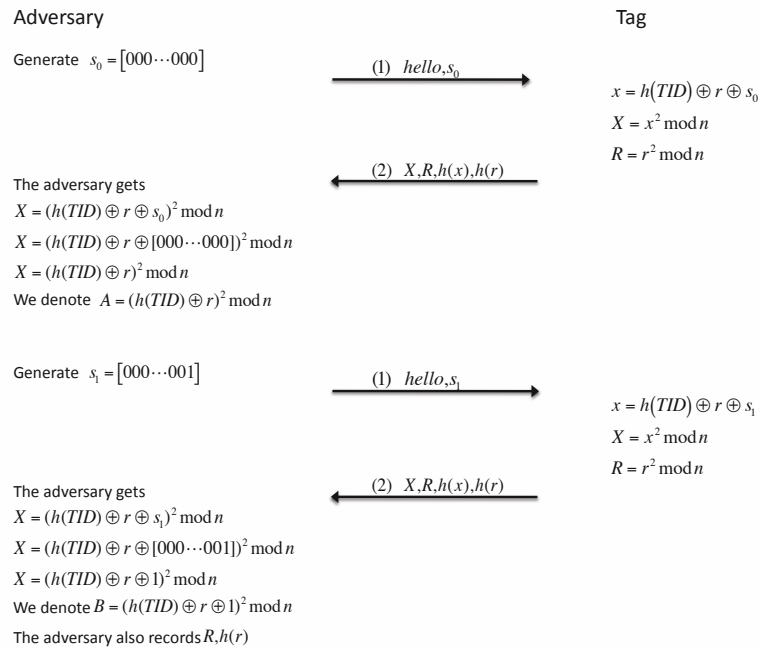 Adversary
Tag
Generate s₀ = [000⋯000]
(1) hello,s₀
x = h(TID) ⊕ r ⊕ s₀
X = x² mod n
R = r² mod n
(2) X,R,h(x),h(r)
The adversary gets
X = (h(TID) ⊕ r ⊕ s₀)² mod n
X = (h(TID) ⊕ r ⊕ [000⋯000])² mod n
X = (h(TID) ⊕ r)² mod n
We denote A = (h(TID) ⊕ r)² mod n
Generate s₁ = [000⋯001]
(1) hello,s₁
x = h(TID) ⊕ r ⊕ s₁
X = x² mod n
R = r² mod n
(2) X,R,h(x),h(r)
The adversary gets
X = (h(TID) ⊕ r ⊕ s₁)² mod n
X = (h(TID) ⊕ r ⊕ [000⋯001])² mod n
X = (h(TID) ⊕ r ⊕ 1)² mod n
We denote B = (h(TID) ⊕ r ⊕ 1)² mod n
The adversary also records R,h(r)